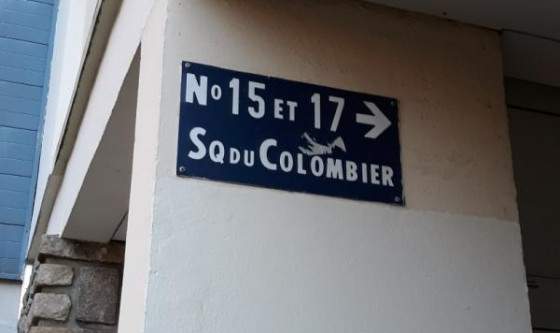 No 15 ET 17 →
SQ DU COLOMBIER